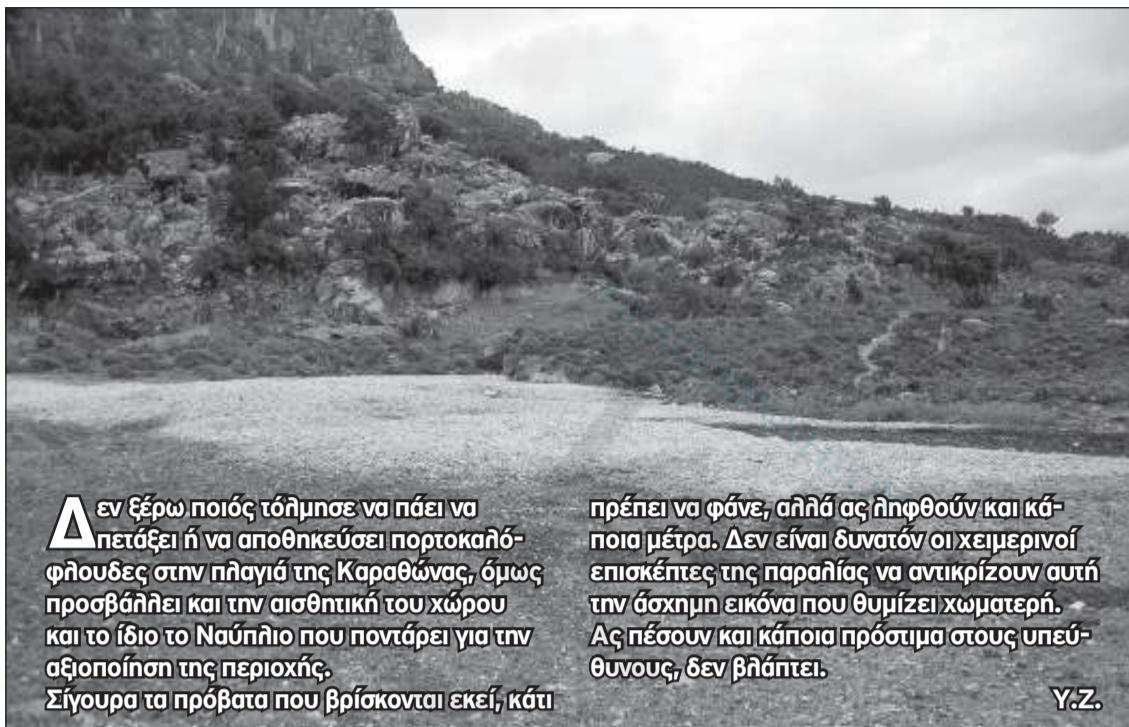 Δεν ξέρω ποιός τόλμησε να πάει να
πετάξει ή να αποθηκεύσει πορτοκαλό-
φλουδες στην πλαγιά της Καραθώνας, όμως
προσβάλλει και την αισθητική του χώρου
και το ίδιο το Ναύπλιο που ποντάρει για την
αξιοποίηση της περιοχής.
Σίγουρα τα πρόβατα που βρίσκονται εκεί, κάτι
πρέπει να φάνε, αλλά ας ληφθούν και κά-
ποια μέτρα. Δεν είναι δυνατόν οι χειμερινοί
επισκέπτες της παραλίας να αντικρίζουν αυτή
την άσχημη εικόνα που θυμίζει χωματερή.
Ας πέσουν και κάποια πρόστιμα στους υπεύ-
θυνους, δεν βλάπτει.
Υ.Ζ.